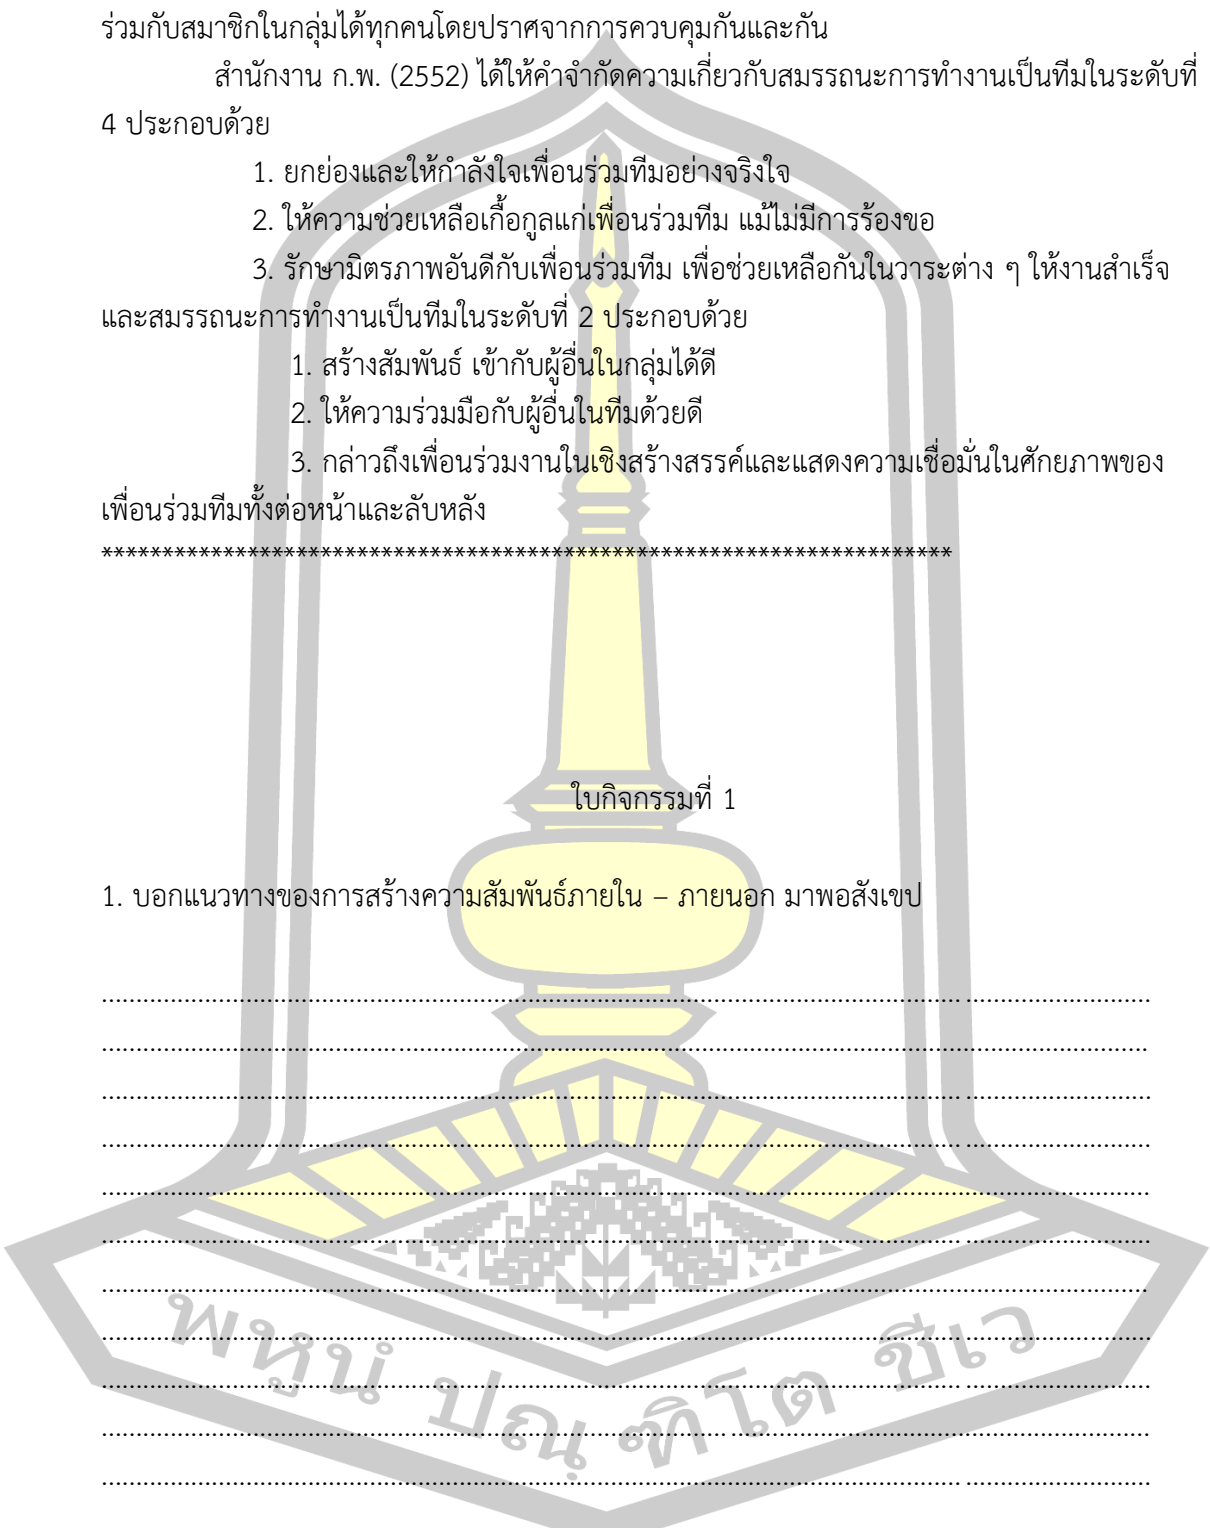 ร่วมกับสมาชิกในกลุ่มได้ทุกคนโดยปราศจากการควบคุมกันและกัน
สำนักงาน ก.พ. (2552) ได้ให้คำจำกัดความเกี่ยวกับสมรรถนะการทำงานเป็นทีมในระดับที่
4 ประกอบด้วย
1. ยกย่องและให้กำลังใจเพื่อนร่วมทีมอย่างจริงใจ
2. ให้ความช่วยเหลือเกื้อกูลแก่เพื่อนร่วมทีม แม้ไม่มีการร้องขอ
3. รักษามิตรภาพอันดีกับเพื่อนร่วมทีม เพื่อช่วยเหลือกันในวาระต่าง ๆ ให้งานสำเร็จ
และสมรรถนะการทำงานเป็นทีมในระดับที่ 2 ประกอบด้วย
1. สร้างสัมพันธ์ เข้ากับผู้อื่นในกลุ่มได้ดี
2. ให้ความร่วมมือกับผู้อื่นในทีมด้วยดี
3. กล่าวถึงเพื่อนร่วมงานในเชิงสร้างสรรค์และแสดงความเชื่อมั่นในศักยภาพของ
เพื่อนร่วมทีมทั้งต่อหน้าและลับหลัง
**********************************************************************
ใบกิจกรรมที่ 1
1. บอกแนวทางของการสร้างความสัมพันธ์ภายใน – ภายนอก มาพอสังเขป
พหูนํ ปณฺฑิโต ชีเว